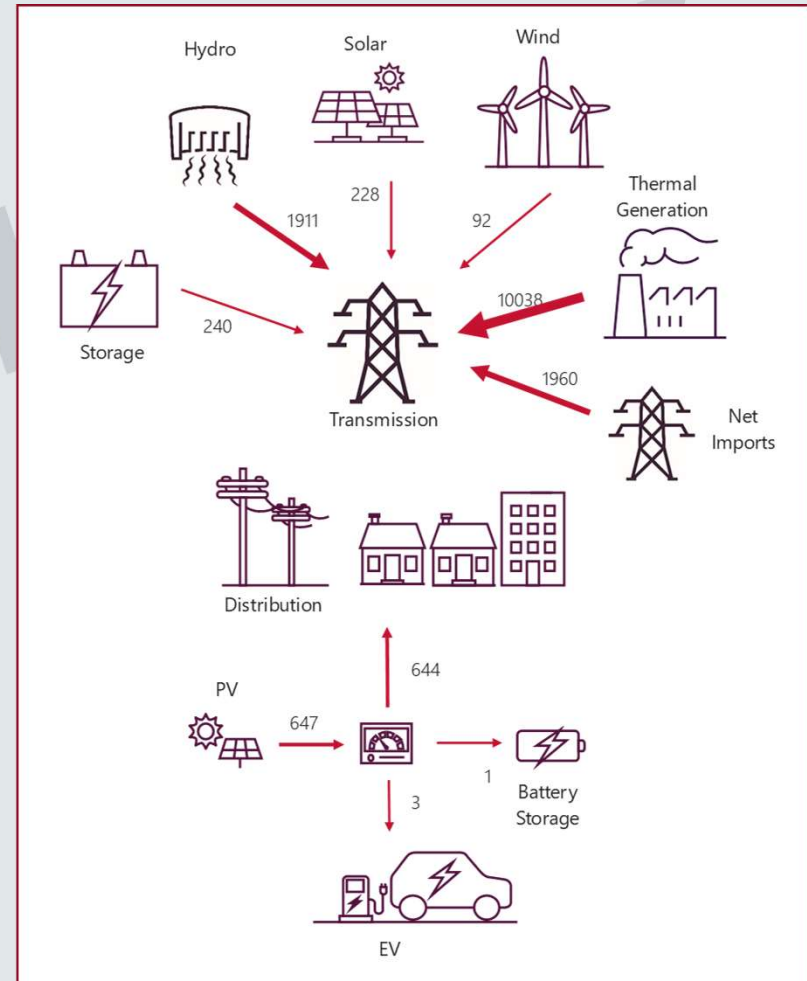 Hydro
Solar
Wind
Thermal
Generation
1911
228
92
10038
Storage
240
1960
Transmission
Net
Imports
Distribution
644
PV
647
1
3
Battery
Storage
EV